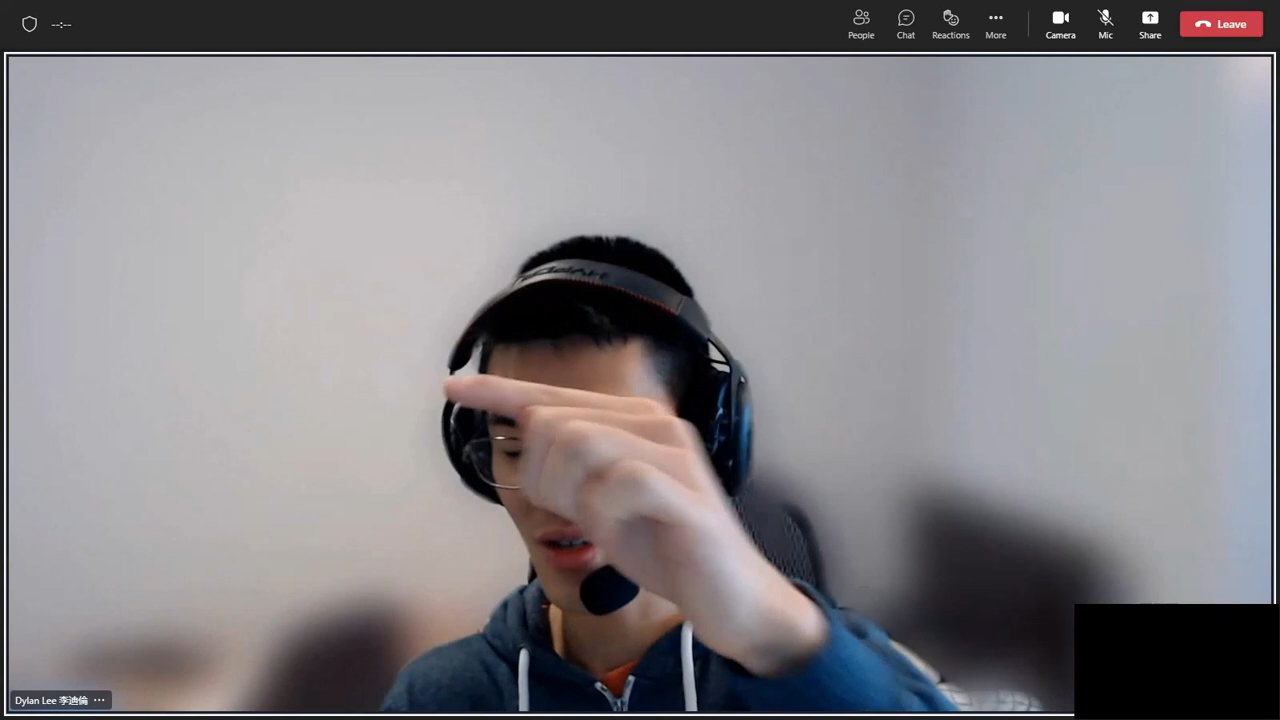 --:--
People
Chat
Reactions
More
Camera
Mic
Share
Leave
Dylan Lee 李迪倫